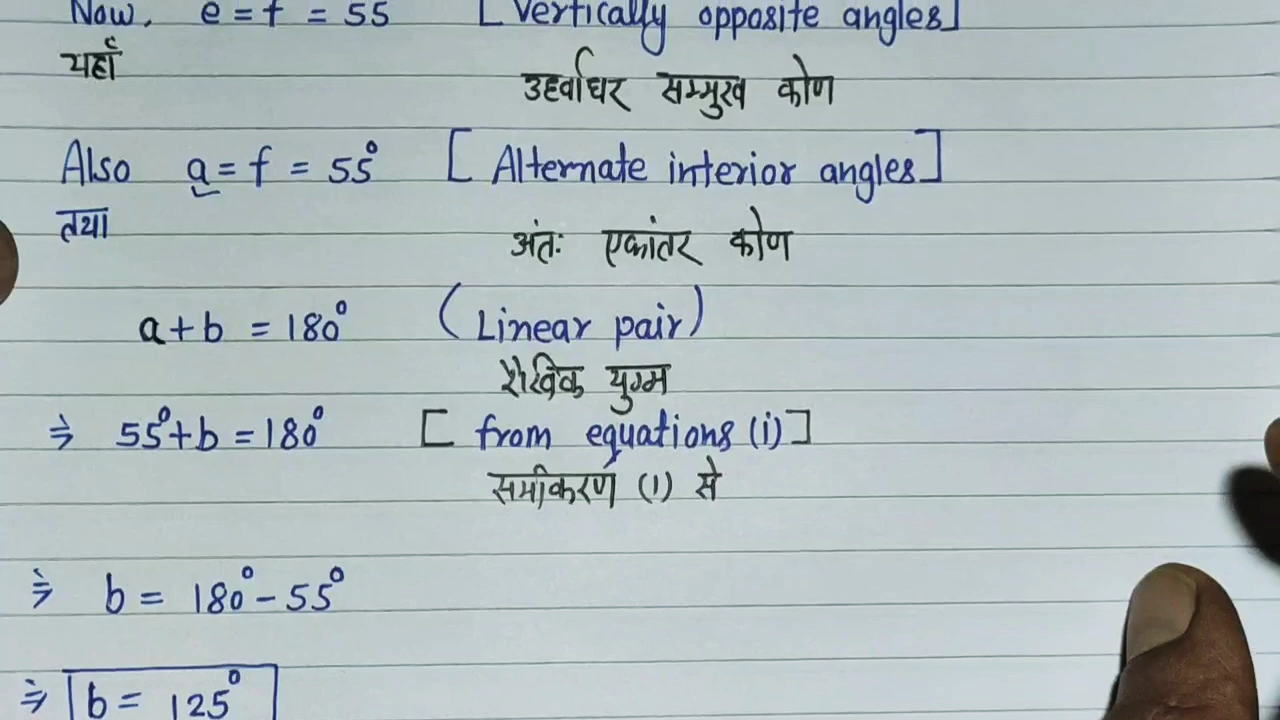 Now, e = f = 55 [Vertically opposite angles]
यहाँ
उर्ध्वाधर सम्मुख कोण
Also a = f = 55° [Alternate interior angles]
तथा
अंतः एकांतर कोण
a + b = 180° (Linear pair)
रैखिक युग्म
⇒ 55° + b = 180° [from equations (i)]
समीकरण (1) से
⇒ b = 180° - 55°
⇒ b = 125°